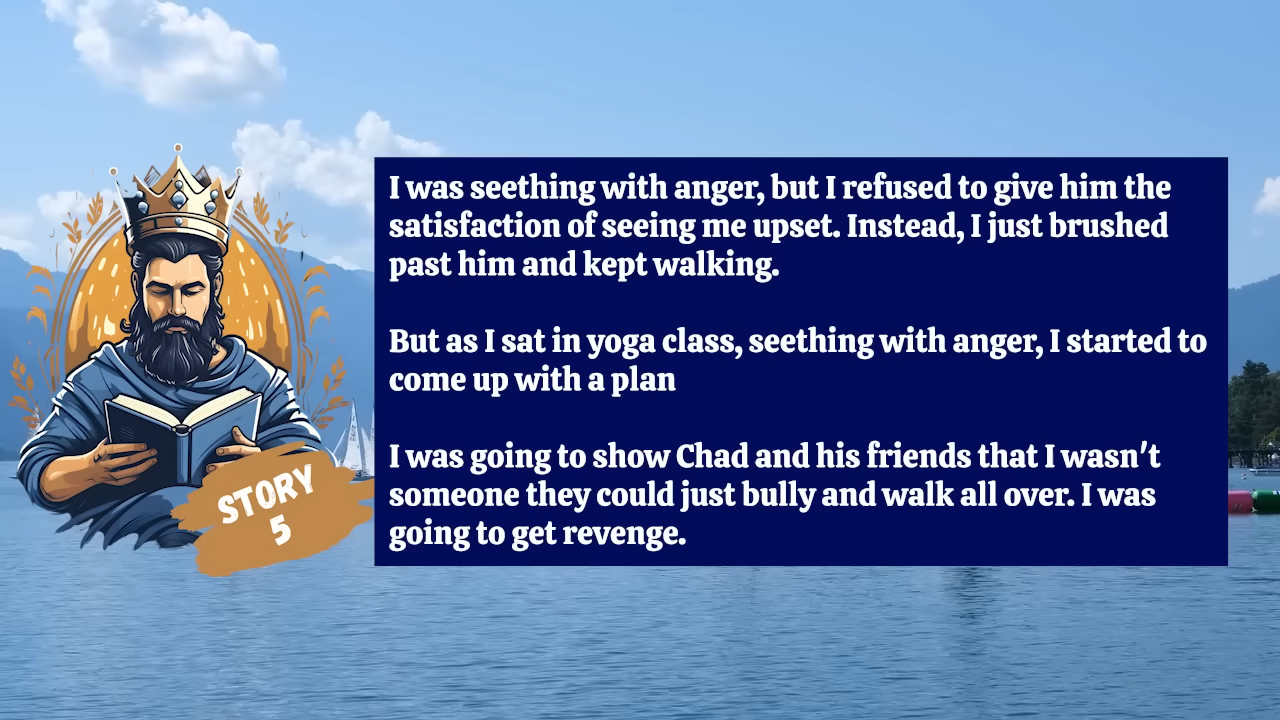 I was seething with anger, but I refused to give him the
satisfaction of seeing me upset. Instead, I just brushed
past him and kept walking.
But as I sat in yoga class, seething with anger, I started to
come up with a plan
I was going to show Chad and his friends that I wasn't
someone they could just bully and walk all over. I was
going to get revenge.
STORY
5